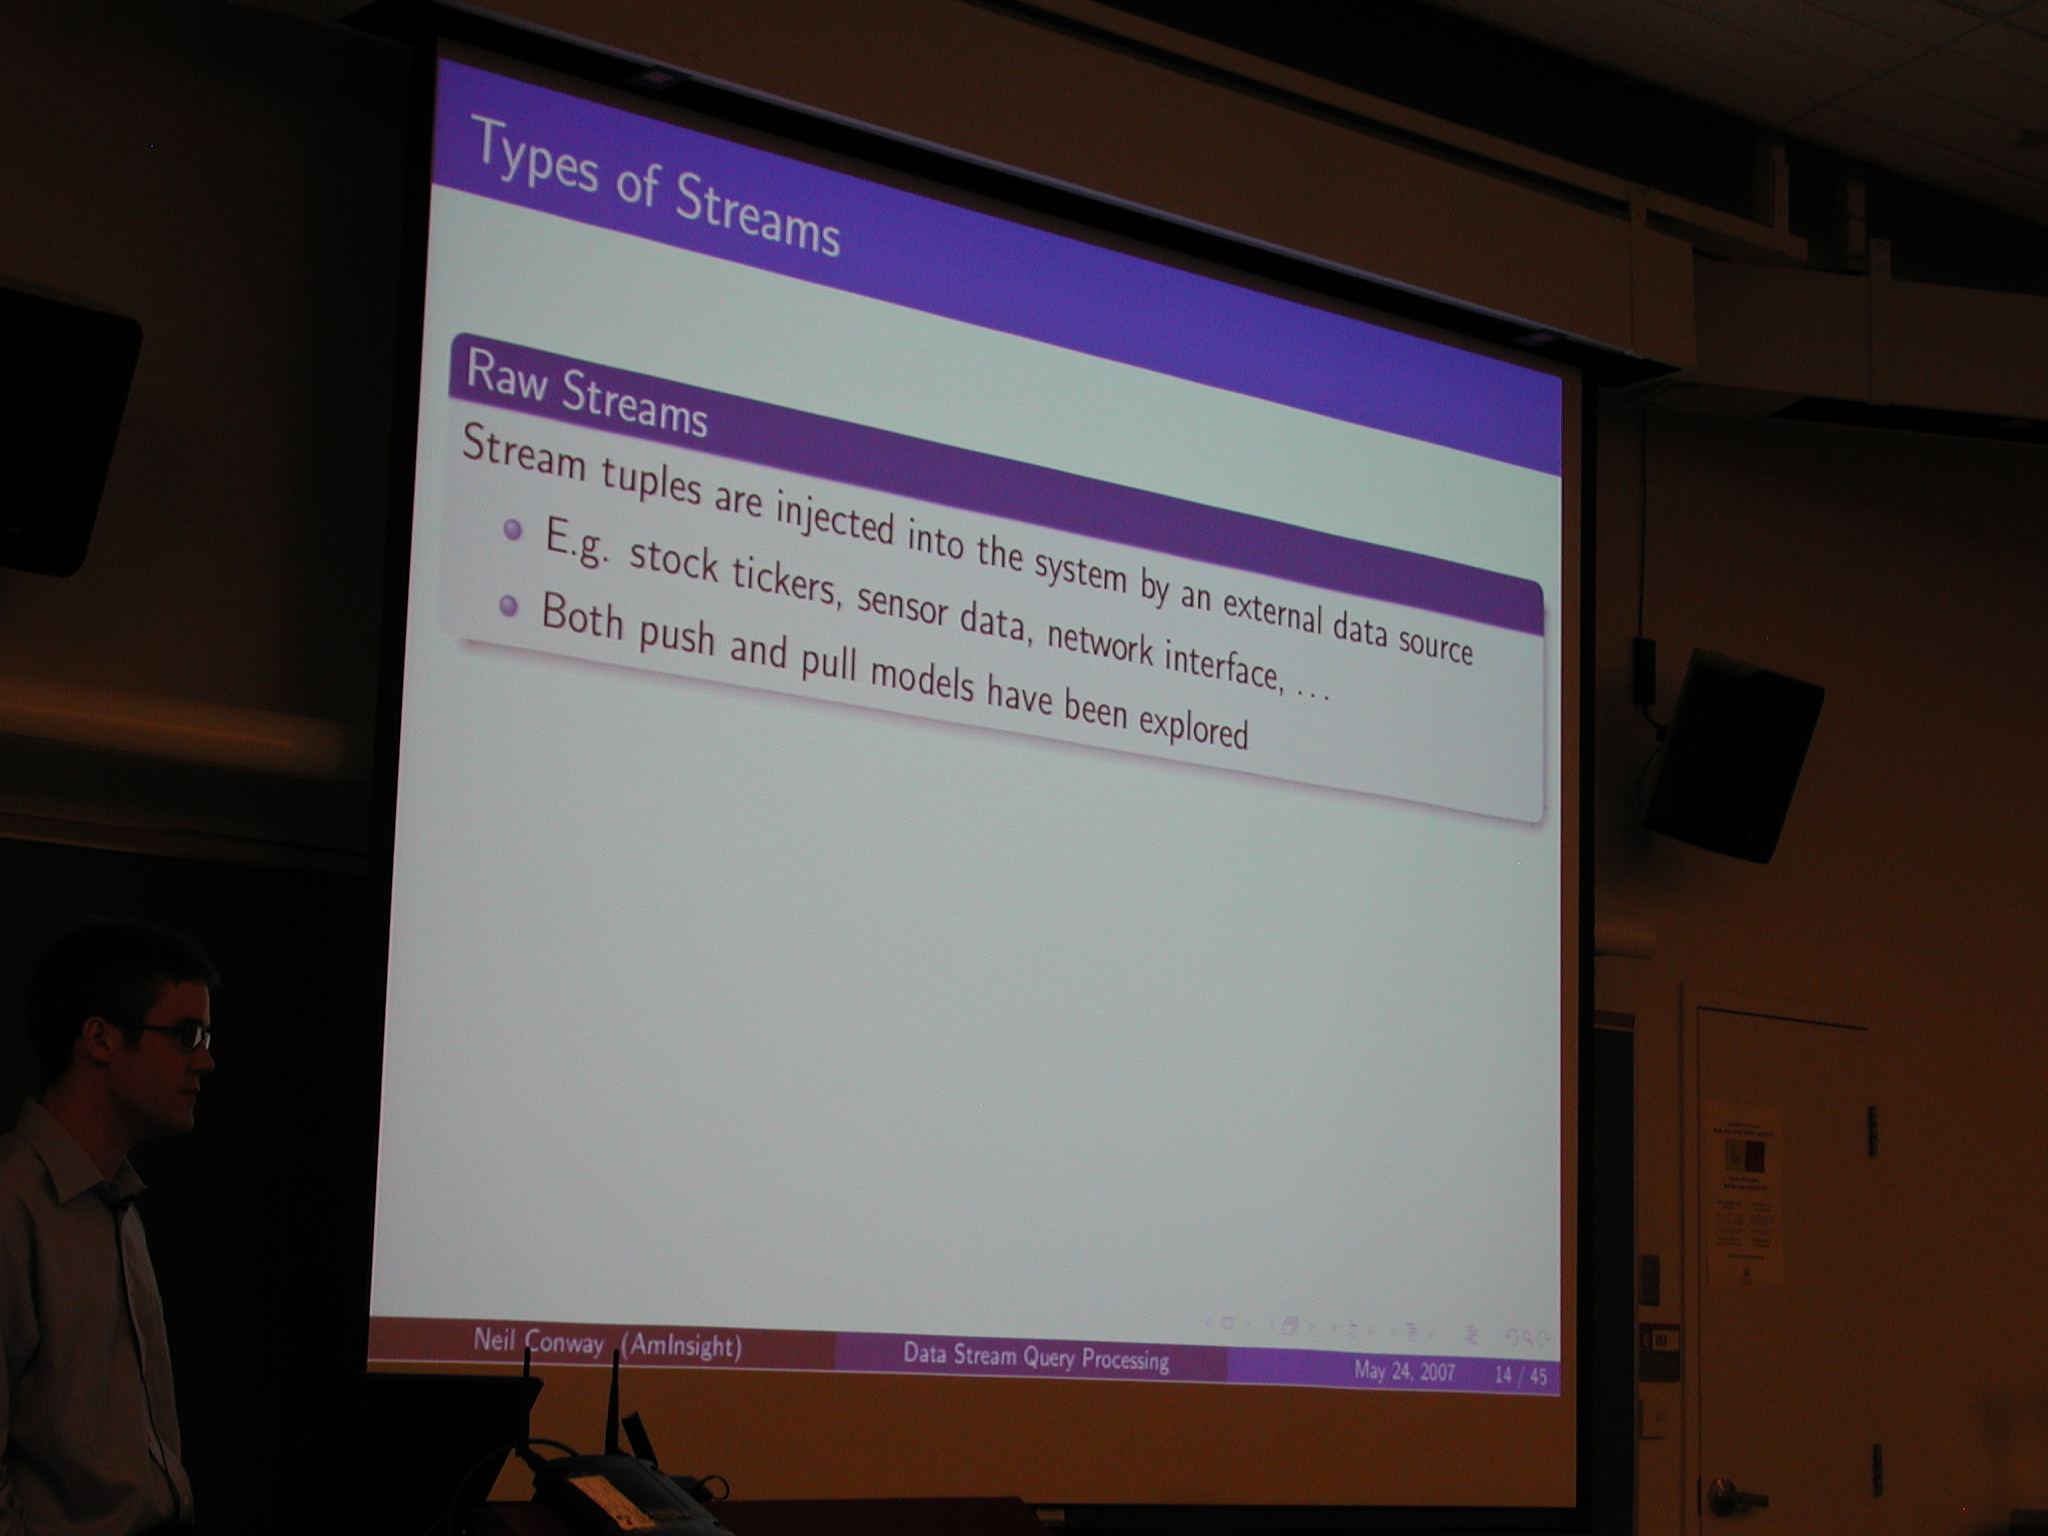 Types of Streams
Raw Streams
Stream tuples are injected into the system by an external data source
E.g. stock tickers, sensor data, network interface, ...
Both push and pull models have been explored
Neil Conway (AmInsight)
Data Stream Query Processing
May 24, 2007
14 / 45
151